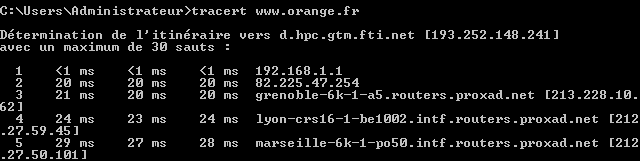 C:\Users\Administrateur>tracert www.orange.fr
Détermination de l'itinéraire vers d.hpc.gtm.fti.net [193.252.148.241]
avec un maximum de 30 sauts :
1 <1 ms <1 ms <1 ms 192.168.1.1
2 20 ms 20 ms 20 ms 82.225.47.254
3 21 ms 20 ms 20 ms grenoble-6k-1-a5.routers.proxad.net [213.228.10.
62]
4 24 ms 23 ms 24 ms lyon-crs16-1-be1002.intf.routers.proxad.net [212
.27.59.45]
5 29 ms 27 ms 28 ms marseille-6k-1-po50.intf.routers.proxad.net [212
.27.50.101]